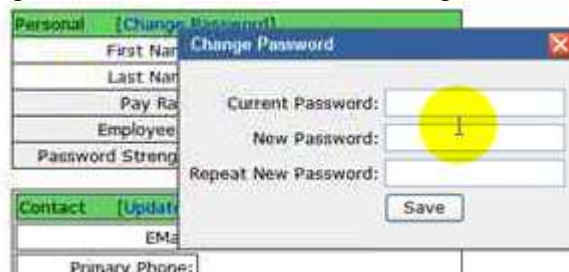 Personal [Change Password]
Change Password
First Nam
Last Nam
Pay Ra
Employee
Password Streng
Current Password:
New Password:
Repeat New Password:
Save
Contact [Updat
EMa
Primary Phone: